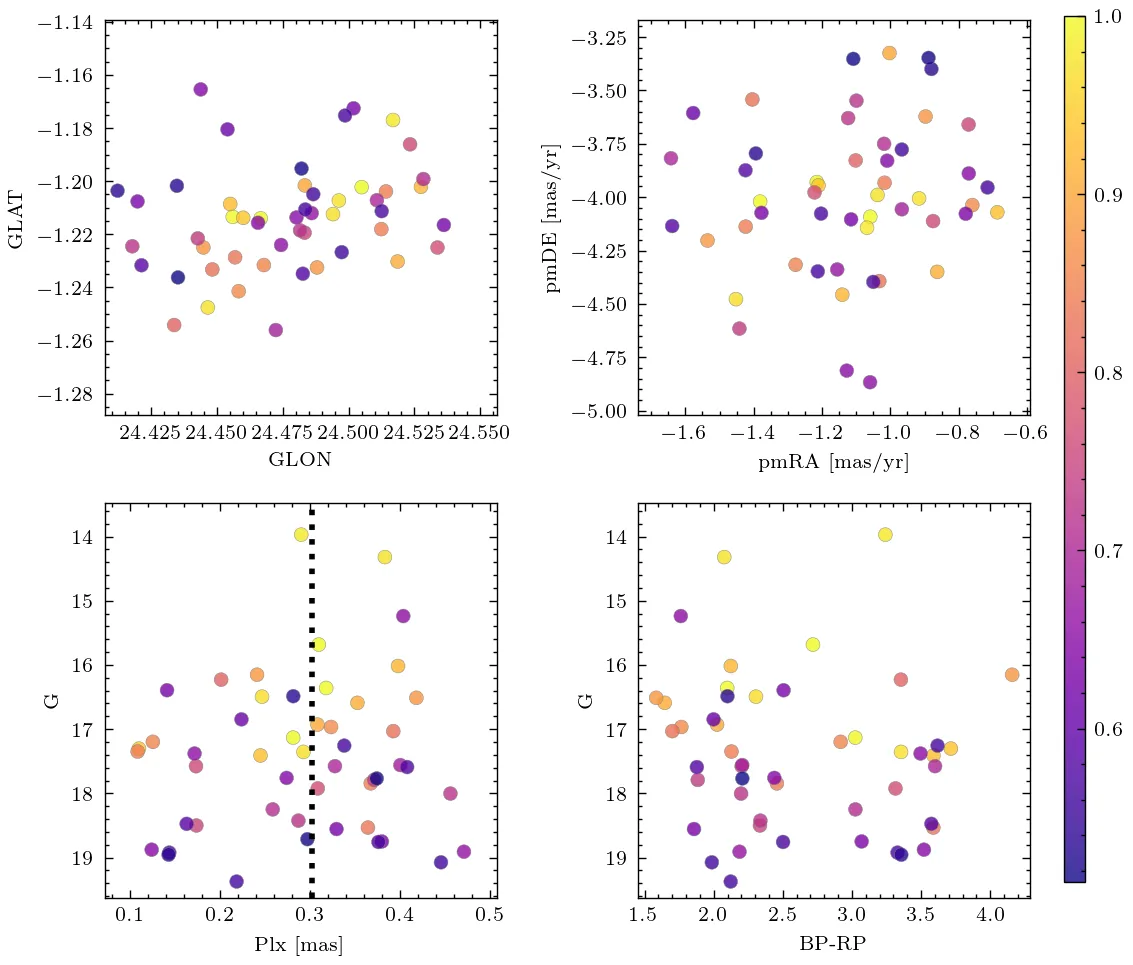 −1.14
−1.16
−1.18
−1.20
−1.22
−1.24
−1.26
−1.28
GLAT
24.425 24.450 24.475 24.500 24.525 24.550
GLON
−3.25
−3.50
−3.75
−4.00
−4.25
−4.50
−4.75
−5.00
pmDE [mas/yr]
−1.6 −1.4 −1.2 −1.0 −0.8 −0.6
pmRA [mas/yr]
14
15
16
17
18
19
G
0.1 0.2 0.3 0.4 0.5
Plx [mas]
14
15
16
17
18
19
G
1.5 2.0 2.5 3.0 3.5 4.0
BP-RP
1.0
0.9
0.8
0.7
0.6